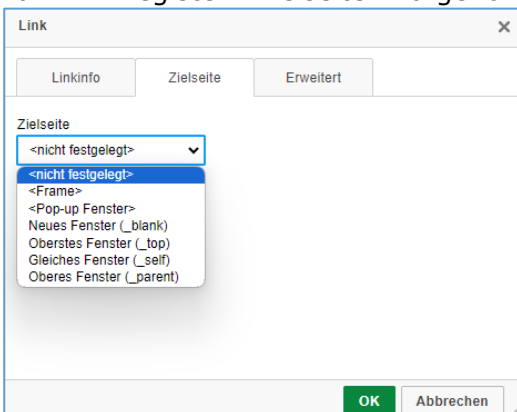 Link
Linkinfo Zielseite Erweitert
Zielseite
<nicht festgelegt>
<nicht festgelegt>
<Frame>
<Pop-up Fenster>
Neues Fenster (_blank)
Oberstes Fenster (_top)
Gleiches Fenster (_self)
Oberes Fenster (_parent)
OK Abbrechen